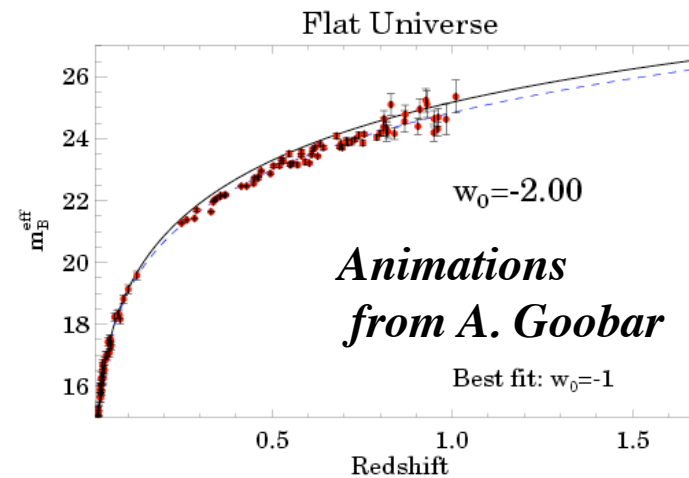 Flat Universe
26
24
22
20
18
16
m_B^eff
w₀=-2.00
Animations
from A. Goobar
Best fit: w₀=-1
0.5 1.0 1.5
Redshift